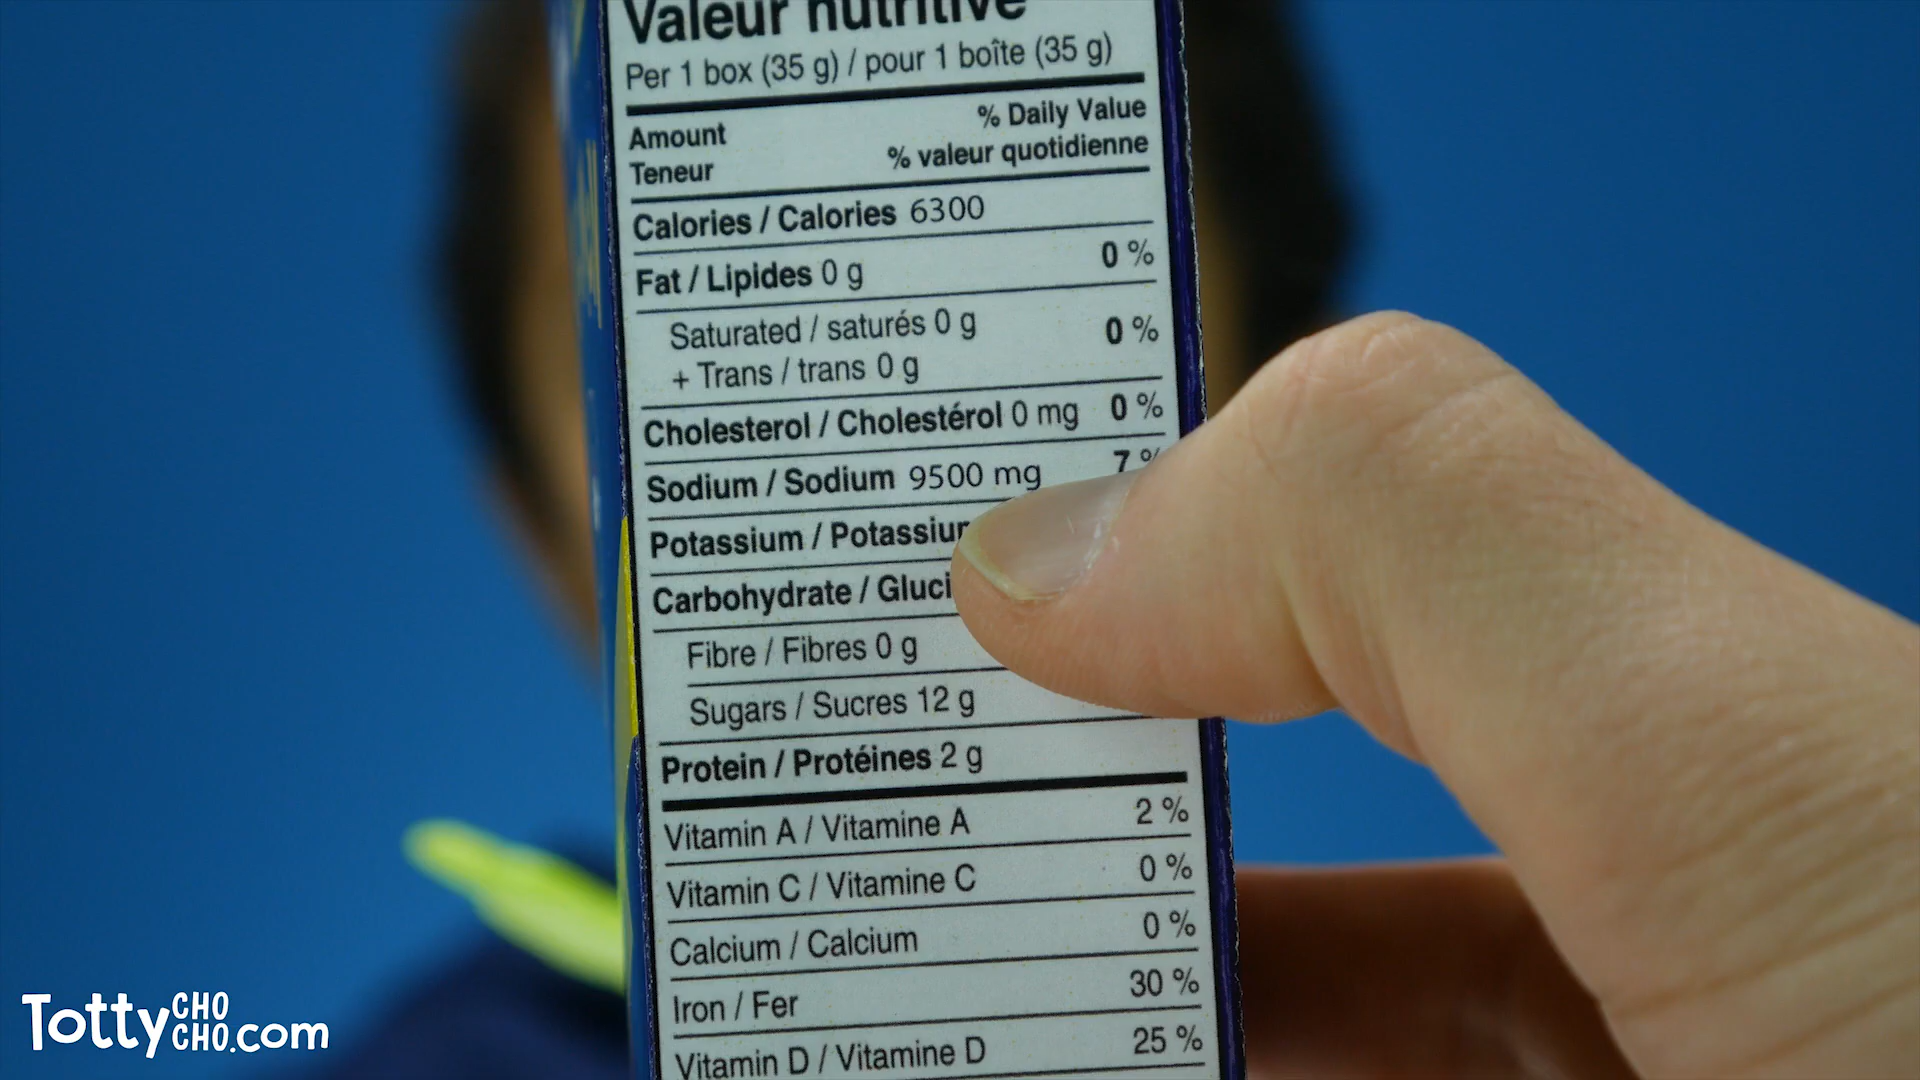 Valeur nutritive
Per 1 box (35 g) / pour 1 boîte (35 g)
Amount
Teneur
% Daily Value
% valeur quotidienne
Calories / Calories 6300
Fat / Lipides 0 g 0 %
Saturated / saturés 0 g
+ Trans / trans 0 g 0 %
Cholesterol / Cholestérol 0 mg 0 %
Sodium / Sodium 9500 mg 7 %
Potassium /
Carbohydrate /
Fibre / Fibres 0 g
Sugars / Sucres 12 g
Protein / Protéines 2 g
Vitamin A / Vitamine A 2 %
Vitamin C / Vitamine C 0 %
Calcium / Calcium 0 %
Iron / Fer 30 %
Vitamin D / Vitamine D 25 %
TottyCHOCHO.com